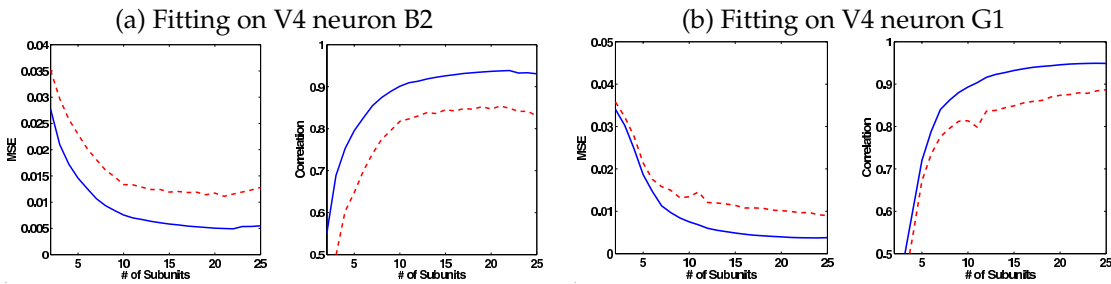 (a) Fitting on V4 neuron B2
(b) Fitting on V4 neuron G1
0.04
0.035
0.03
0.025
0.02
0.015
0.01
0.005
0
MSE
5 10 15 20 25
# of Subunits
1
0.9
0.8
0.7
0.6
0.5
Correlation
5 10 15 20 25
# of Subunits
0.05
0.04
0.03
0.02
0.01
0
MSE
5 10 15 20 25
# of Subunits
1
0.9
0.8
0.7
0.6
0.5
Correlation
5 10 15 20 25
# of Subunits